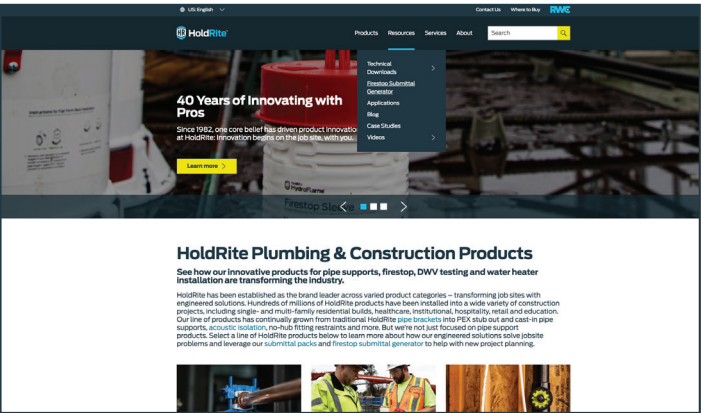 US English
Contact Us
Where to Buy
RWC
HoldRite
Products
Resources
Services
About
Search
Technical
Downloads
Firestop Submittal
Generator
Applications
Blog
Case Studies
Videos
40 Years of Innovating with
Pros
Since 1982, one core belief has driven product innovation
at HoldRite: Innovation begins on the job site, with you.
Learn more
HydroFlame
Firestop Sleeve
HoldRite Plumbing & Construction Products
See how our innovative products for pipe supports, firestop, DWV testing and water heater
installation are transforming the industry.
HoldRite has been established as the brand leader across varied product categories – transforming job sites with
engineered solutions. Hundreds of millions of HoldRite products have been installed into a wide variety of construction
projects, including single- and multi-family residential builds, healthcare, institutional, hospitality, retail and education.
Our line of products has continually grown from traditional HoldRite pipe brackets into PEX stub out and cast-in pipe
supports, acoustic isolation, no-hub fitting restraints and more. But we're not just focused on pipe support
products. Select a line of HoldRite products below to learn more about how our engineered solutions solve jobsite
problems and leverage our submittal packs and firestop submittal generator to help with new project planning.